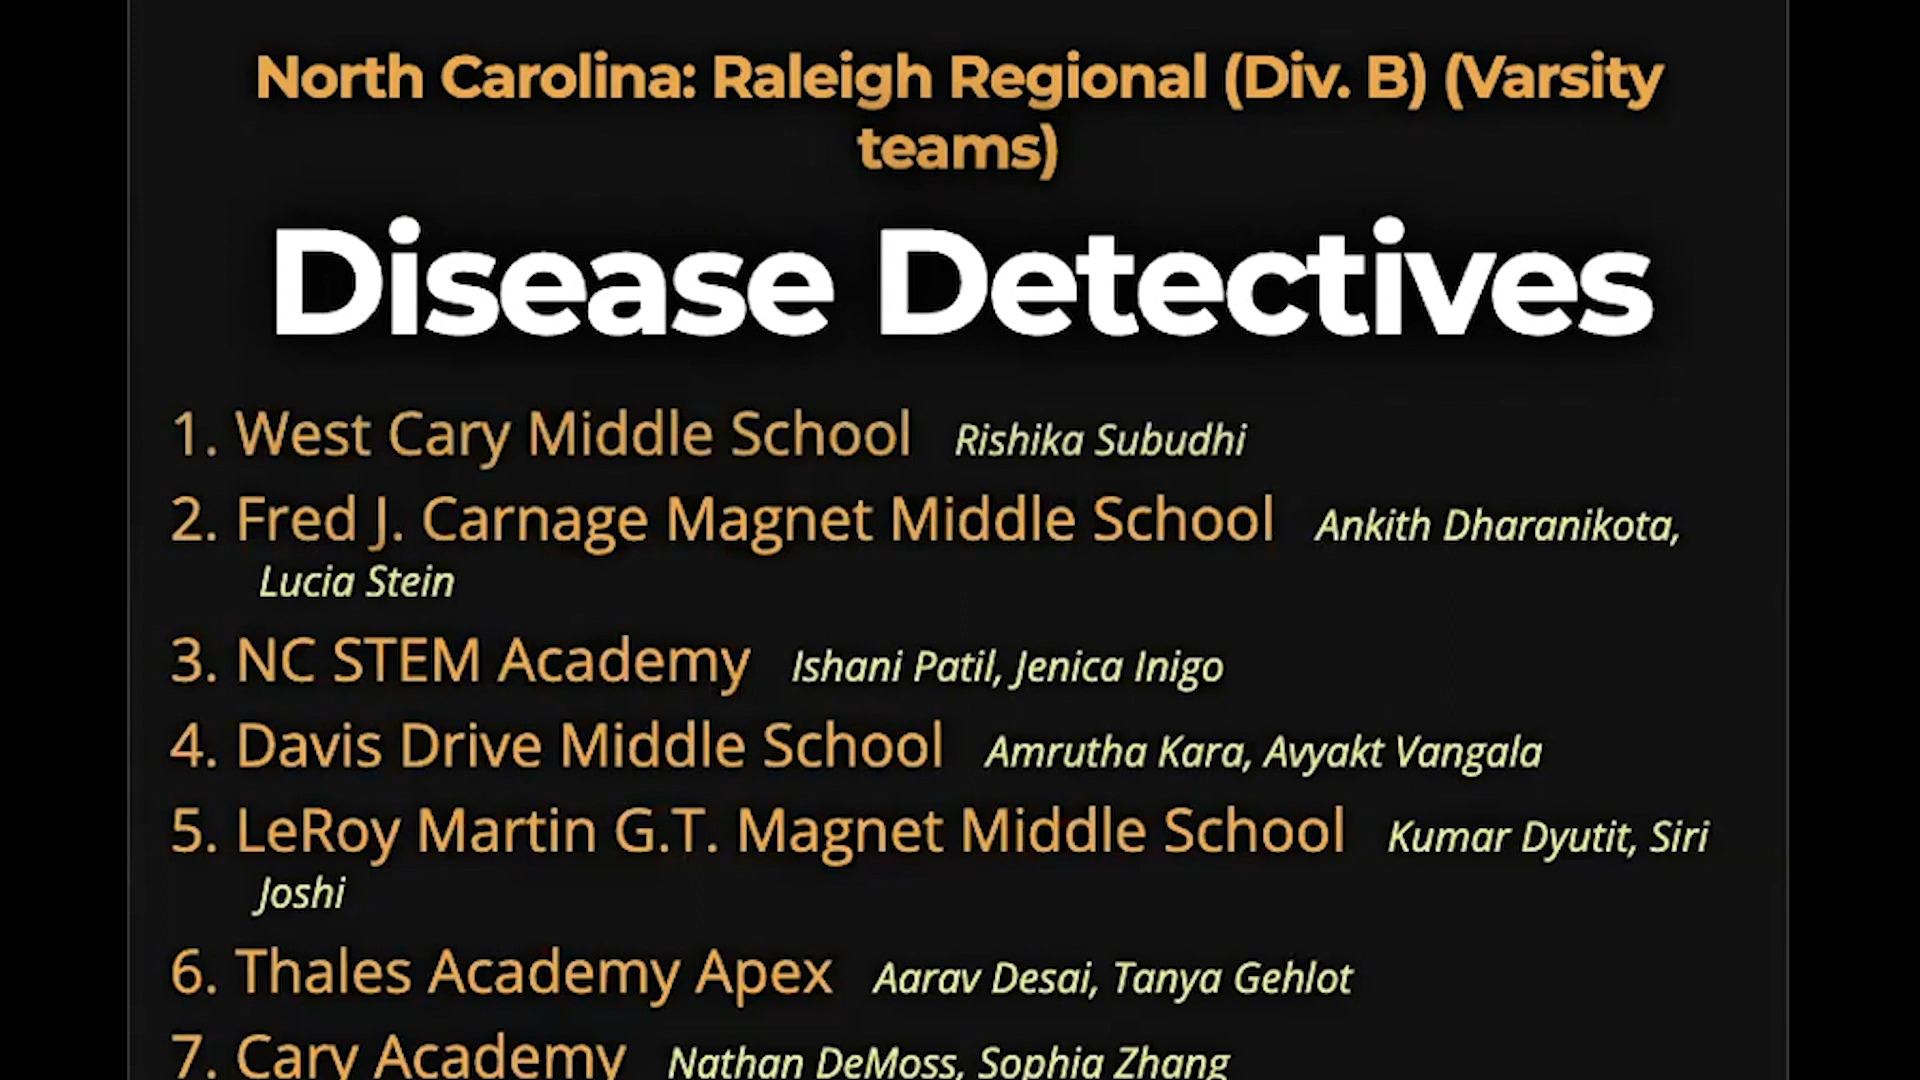 North Carolina: Raleigh Regional (Div. B) (Varsity
teams)
Disease Detectives
1. West Cary Middle School Rishika Subudhi
2. Fred J. Carnage Magnet Middle School Ankith Dharanikota,
Lucia Stein
3. NC STEM Academy Ishani Patil, Jenica Inigo
4. Davis Drive Middle School Amrutha Kara, Avyakt Vangala
5. LeRoy Martin G.T. Magnet Middle School Kumar Dyutit, Siri
Joshi
6. Thales Academy Apex Aarav Desai, Tanya Gehlot
7. Cary Academy Nathan DeMoss, Sophia Zhang